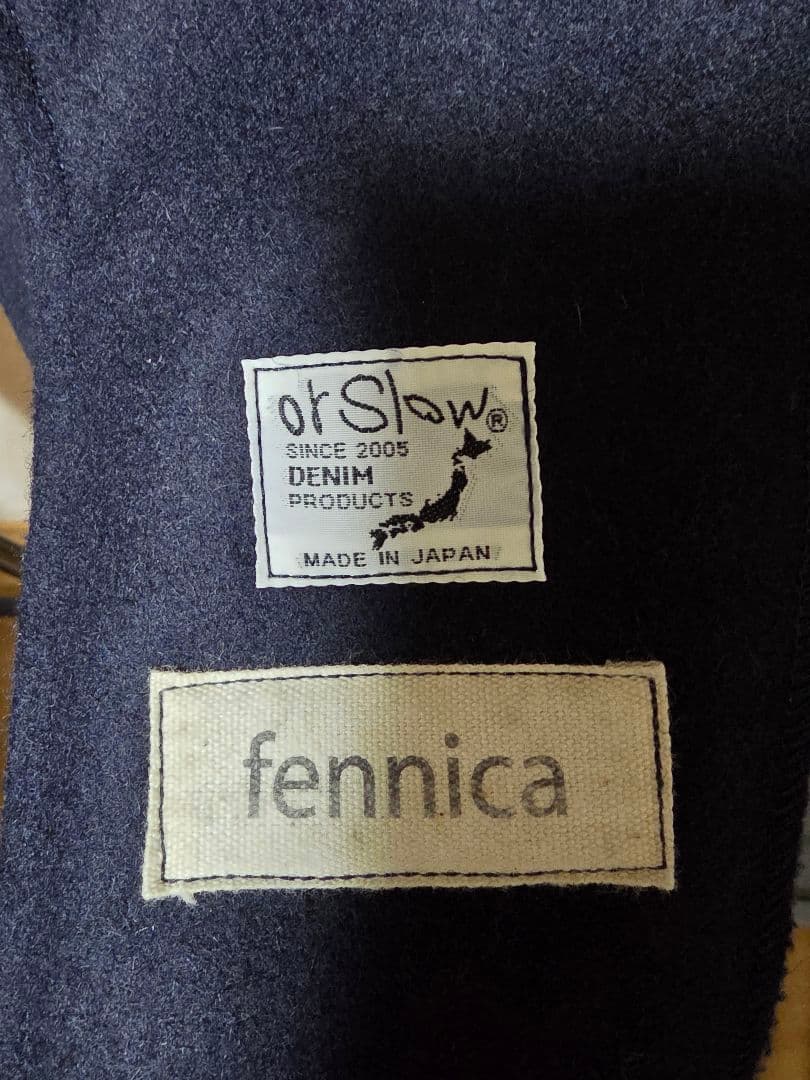 orSlow®
SINCE 2005
DENIM
PRODUCTS
MADE IN JAPAN
fennica